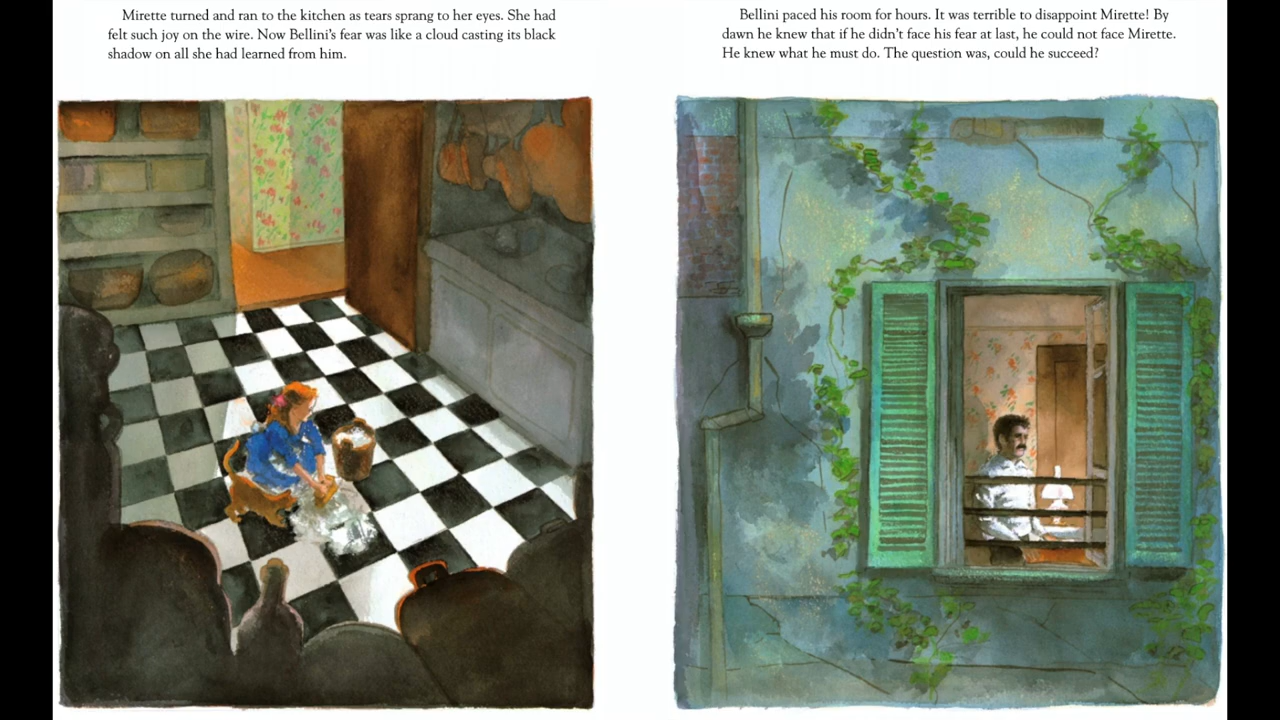 Mirette turned and ran to the kitchen as tears sprang to her eyes. She had
felt such joy on the wire. Now Bellini’s fear was like a cloud casting its black
shadow on all she had learned from him.
Bellini paced his room for hours. It was terrible to disappoint Mirette! By
dawn he knew that if he didn’t face his fear at last, he could not face Mirette.
He knew what he must do. The question was, could he succeed?